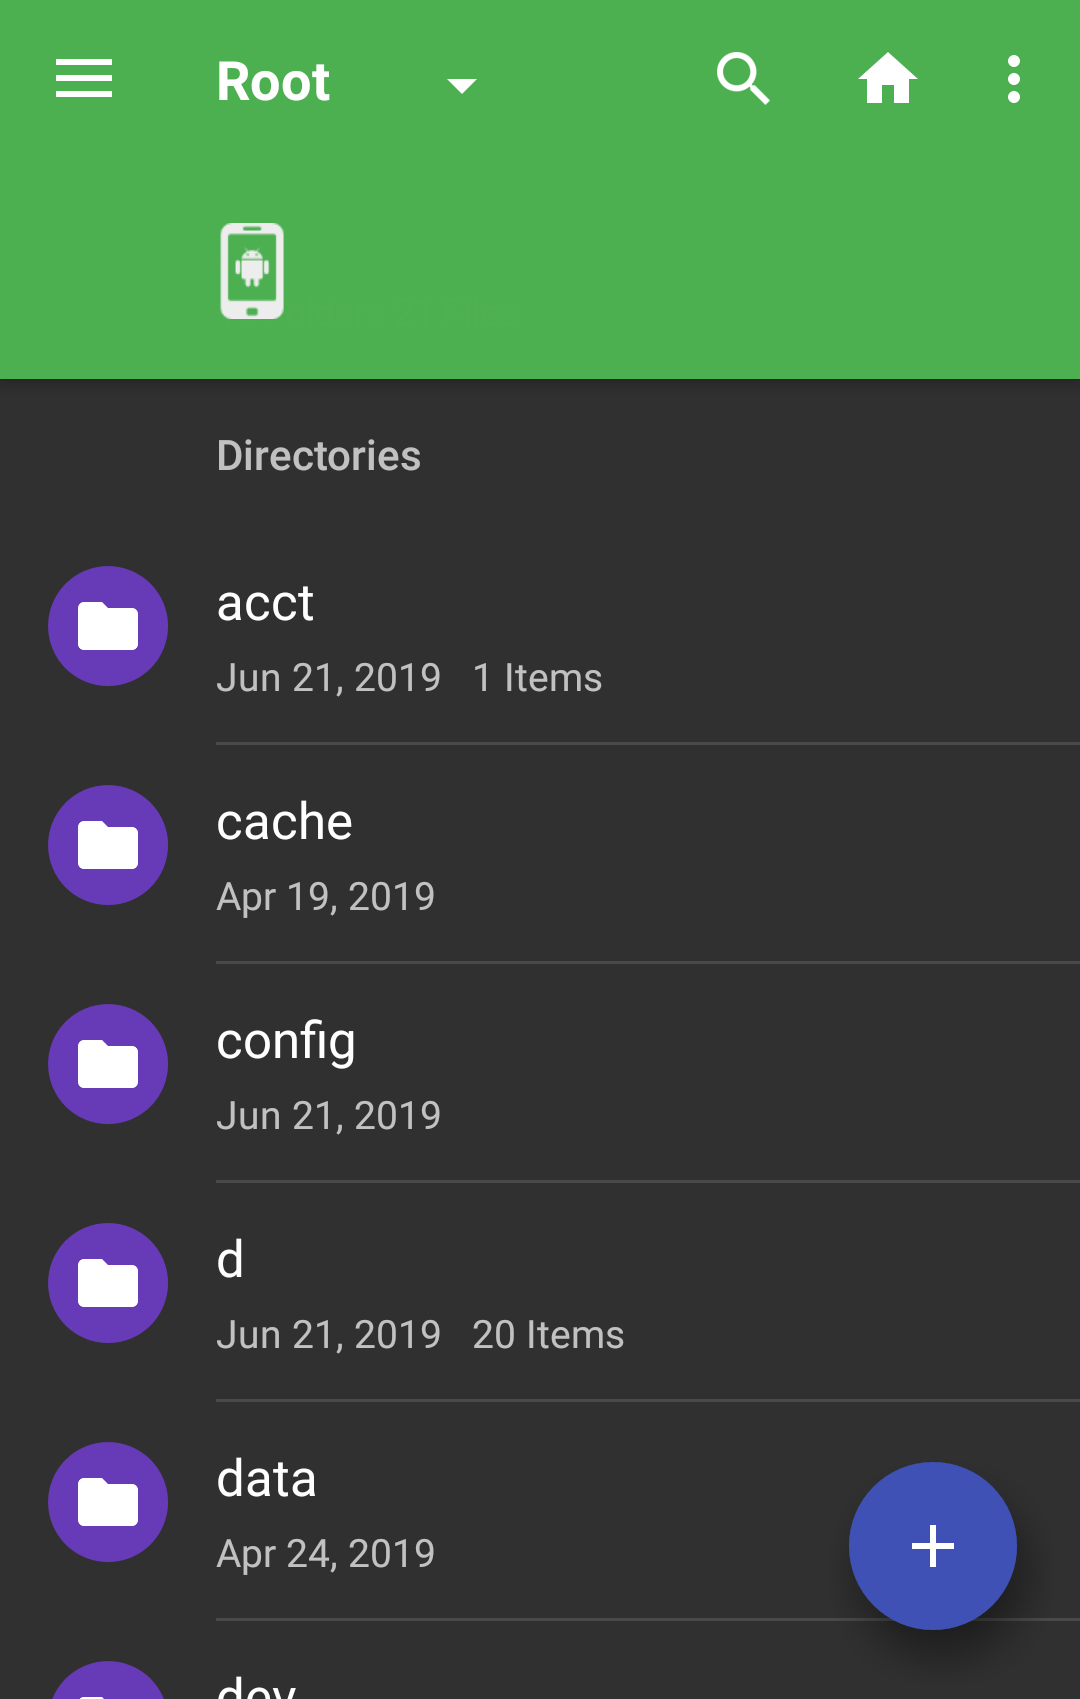 Root
Directories
acct
Jun 21, 2019 1 Items
cache
Apr 19, 2019
config
Jun 21, 2019
d
Jun 21, 2019 20 Items
data
Apr 24, 2019
dev